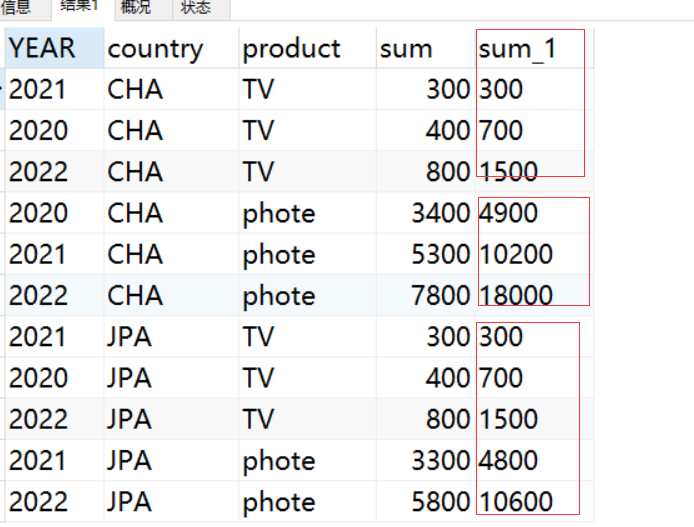 信息 结果1 概况 状态
YEAR country product sum sum_1
2021 CHA TV 300 300
2020 CHA TV 400 700
2022 CHA TV 800 1500
2020 CHA phote 3400 4900
2021 CHA phote 5300 10200
2022 CHA phote 7800 18000
2021 JPA TV 300 300
2020 JPA TV 400 700
2022 JPA TV 800 1500
2021 JPA phote 3300 4800
2022 JPA phote 5800 10600